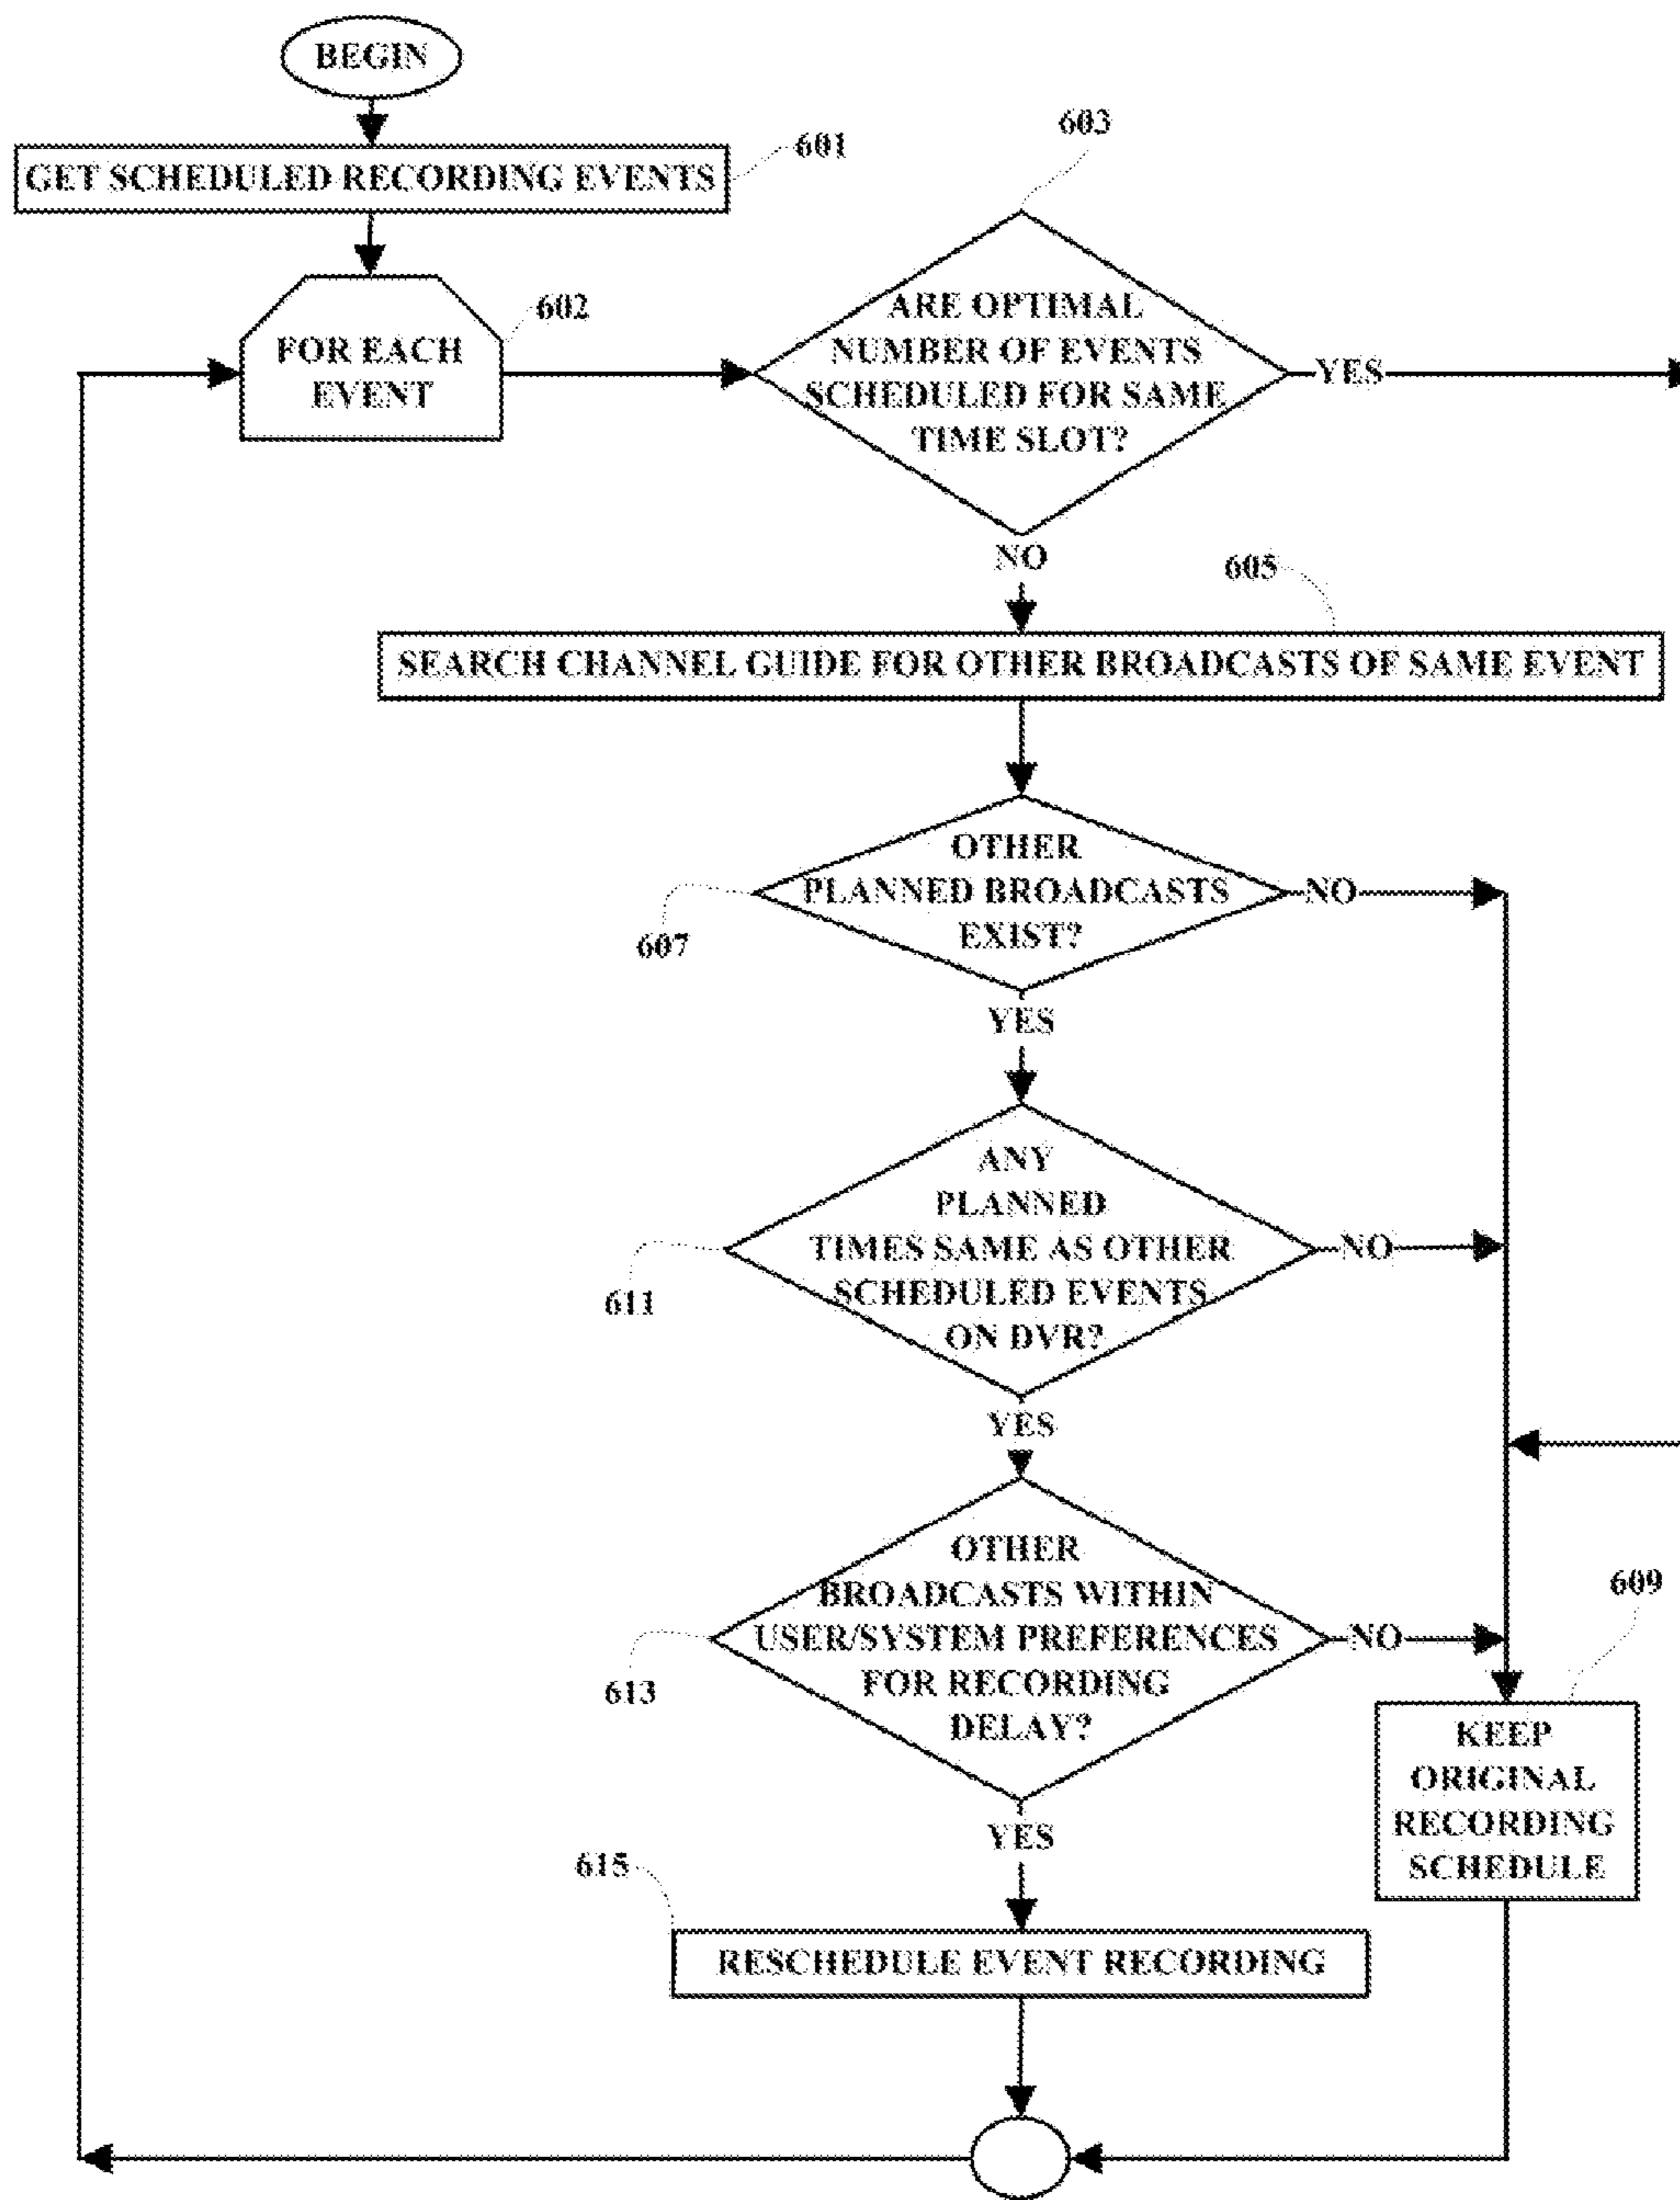 BEGIN
GET SCHEDULED RECORDING EVENTS
601
FOR EACH
EVENT
602
603
ARE OPTIMAL
NUMBER OF EVENTS
SCHEDULED FOR SAME
TIME SLOT?
YES
NO
605
SEARCH CHANNEL GUIDE FOR OTHER BROADCASTS OF SAME EVENT
OTHER
PLANNED BROADCASTS
EXIST?
NO
607
YES
ANY
PLANNED
TIMES SAME AS OTHER
SCHEDULED EVENTS
ON DVR?
NO
611
YES
OTHER
BROADCASTS WITHIN
USER/SYSTEM PREFERENCES
FOR RECORDING
DELAY?
NO
613
609
KEEP
ORIGINAL
RECORDING
SCHEDULE
YES
615
RESCHEDULE EVENT RECORDING